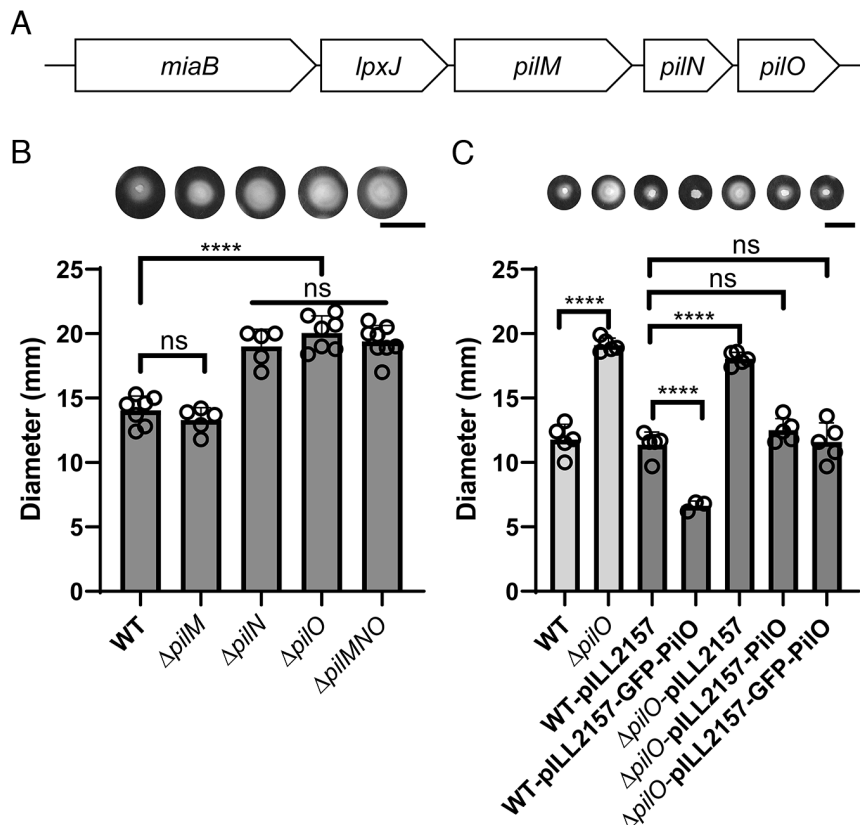 A
miaB lpxJ pilM pilN pilO
B
C
****
ns
ns
25
20
15
10
5
0
Diameter (mm)
WT
ΔpilM
ΔpilN
ΔpilO
ΔpilMNO
ns
ns
****
****
****
25
20
15
10
5
0
Diameter (mm)
WT
ΔpilO
WT-pILL2157
WT-pILL2157-GFP-PilO
ΔpilO-pILL2157
ΔpilO-pILL2157-PilO
ΔpilO-pILL2157-GFP-PilO